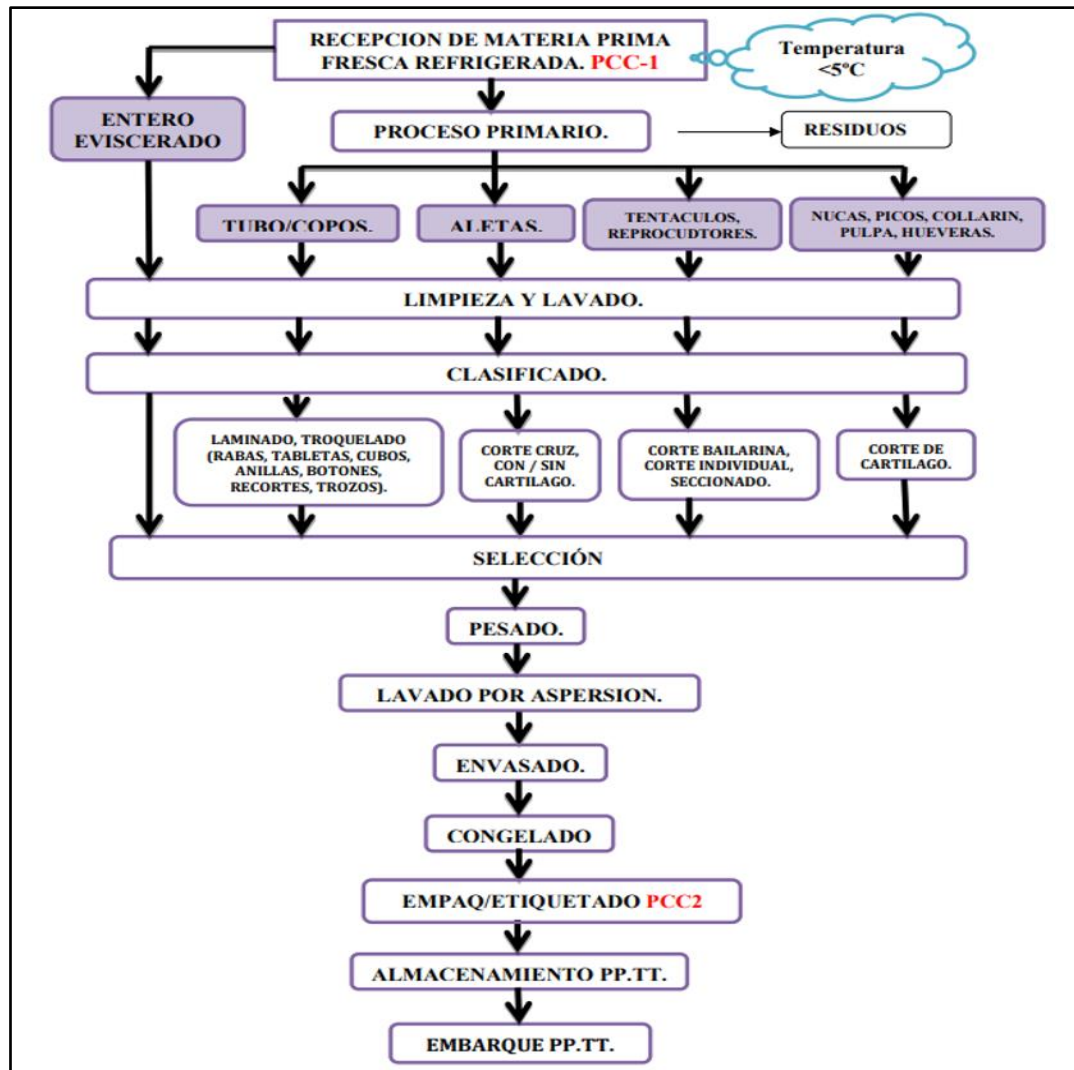 RECEPCION DE MATERIA PRIMA
FRESCA REFRIGERADA. PCC-1
Temperatura
<5ºC
ENTERO
EVISCERADO
PROCESO PRIMARIO.
RESIDUOS
TUBO/COPOS.
ALETAS.
TENTACULOS,
REPROCUDTORES.
NUCAS, PICOS, COLLARIN,
PULPA, HUEVERAS.
LIMPIEZA Y LAVADO.
CLASIFICADO.
LAMINADO, TROQUELADO
(RABAS, TABLETAS, CUBOS,
ANILLAS, BOTONES,
RECORTES, TROZOS).
CORTE CRUZ,
CON / SIN
CARTILAGO.
CORTE BAILARINA,
CORTE INDIVIDUAL,
SECCIONADO.
CORTE DE
CARTILAGO.
SELECCIÓN
PESADO.
LAVADO POR ASPERSION.
ENVASADO.
CONGELADO
EMPAQ/ETIQUETADO PCC2
ALMACENAMIENTO PP.TT.
EMBARQUE PP.TT.